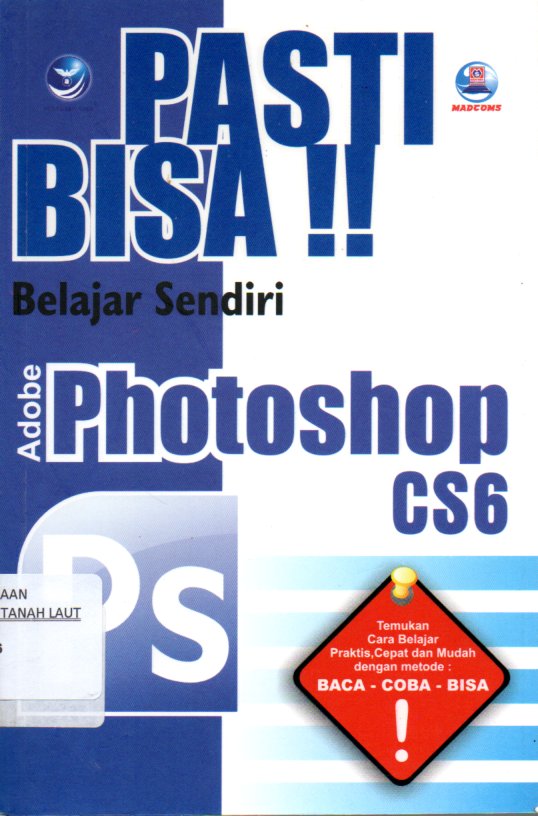 PASTI
BISA !!
MADCOMS
Belajar Sendiri
Adobe
Photoshop
CS6
Ps
AAN
TANAH LAUT
6
Temukan
Cara Belajar
Praktis,Cepat dan Mudah
dengan metode :
BACA - COBA - BISA
!